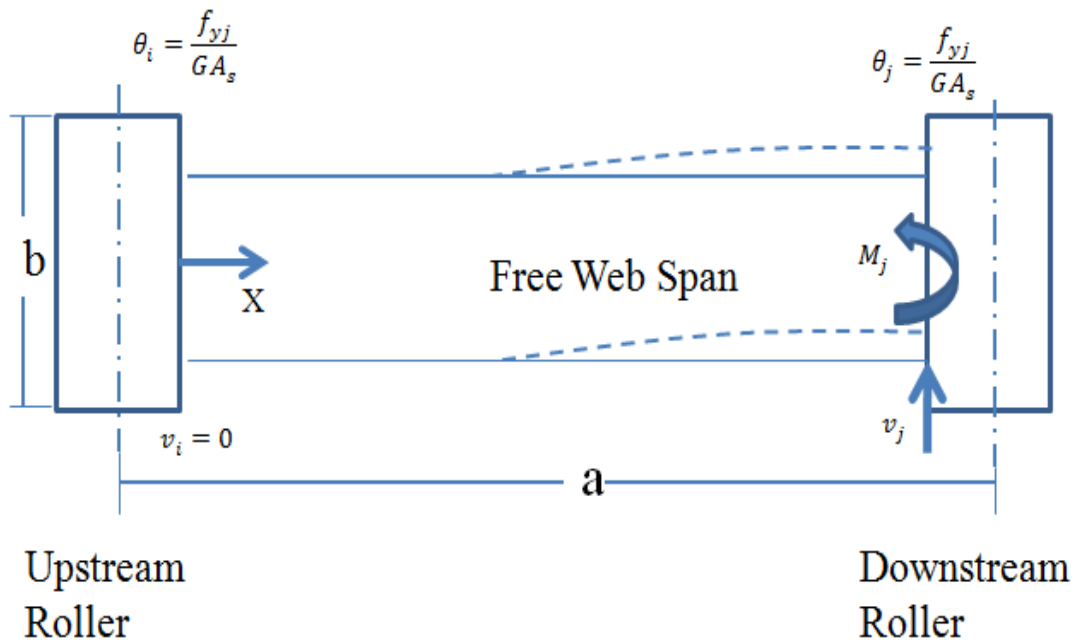 θ_i = f_yj / GA_s
θ_j = f_yj / GA_s
b
X
Free Web Span
M_j
v_i = 0
v_j
a
Upstream
Roller
Downstream
Roller